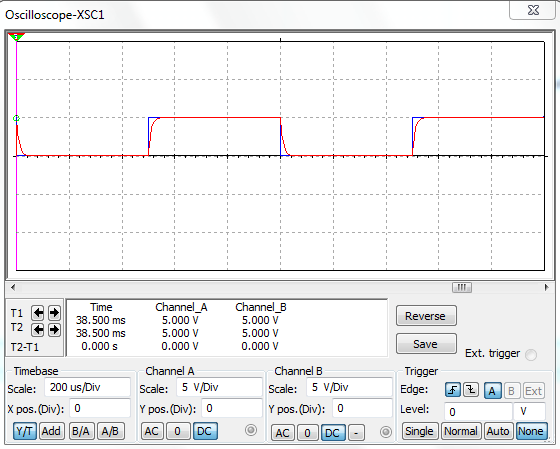 Oscilloscope-XSC1
Time Channel_A Channel_B
T1 38.500 ms 5.000 V 5.000 V
T2 38.500 ms 5.000 V 5.000 V
T2-T1 0.000 s 0.000 V 0.000 V
Reverse
Save
Ext. trigger
Timebase Channel A Channel B Trigger
Scale: 200 us/Div Scale: 5 V/Div Scale: 5 V/Div Edge: A B Ext
X pos.(Div): 0 Y pos.(Div): 0 Y pos.(Div): 0 Level: 0 V
Y/T Add B/A A/B AC 0 DC AC 0 DC - Single Normal Auto None